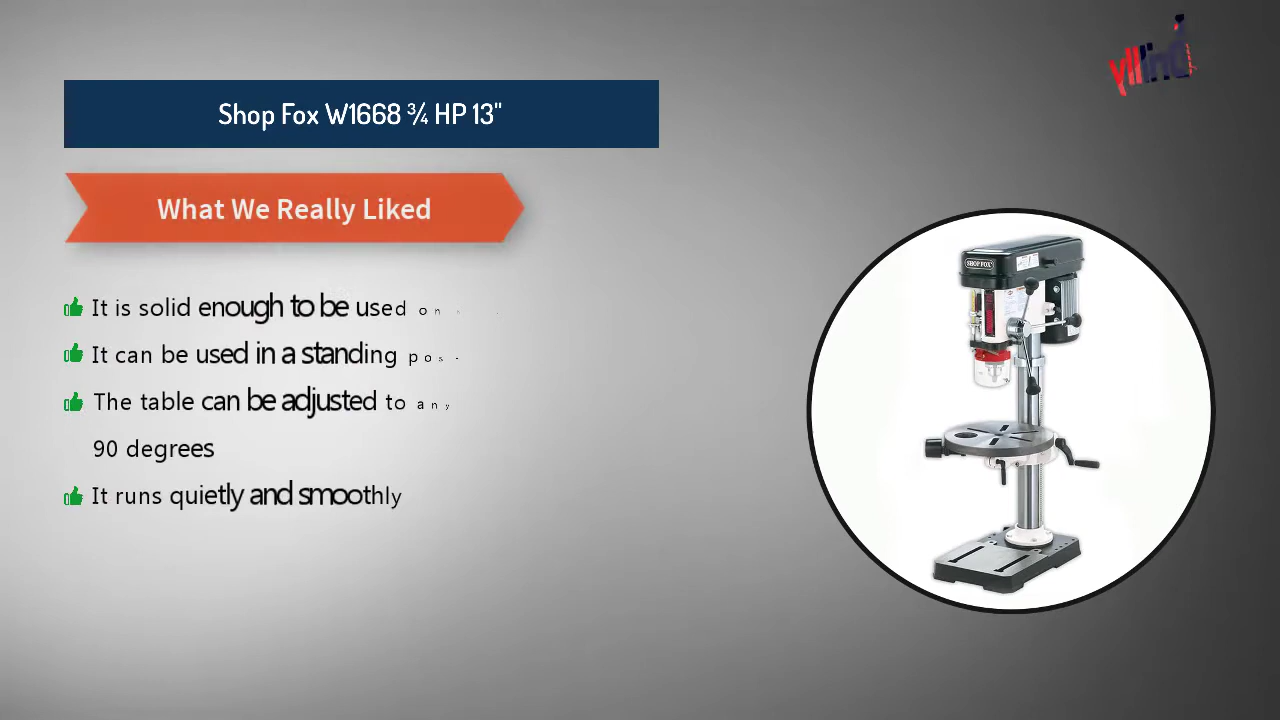 Shop Fox W1668 ¾ HP 13"
What We Really Liked
It is solid enough to be used on
It can be used in a standing
The table can be adjusted to any
90 degrees
It runs quietly and smoothly
SHOP FOX